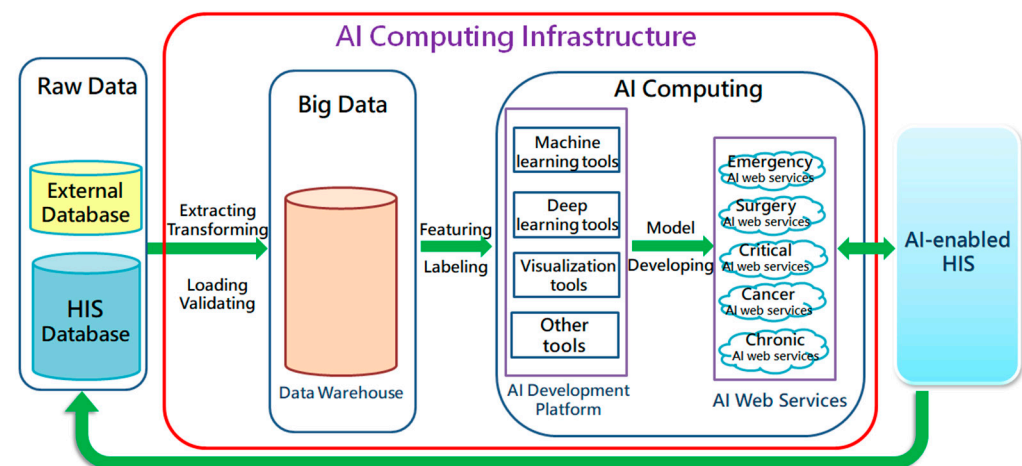 AI Computing Infrastructure
Raw Data
External
Database
HIS
Database
Extracting
Transforming
Loading
Validating
Big Data
Data Warehouse
Featuring
Labeling
AI Computing
Machine
learning tools
Deep
learning tools
Visualization
tools
Other
tools
AI Development
Platform
Model
Developing
Emergency
AI web services
Surgery
AI web services
Critical
AI web services
Cancer
AI web services
Chronic
AI web services
AI Web Services
AI-enabled
HIS